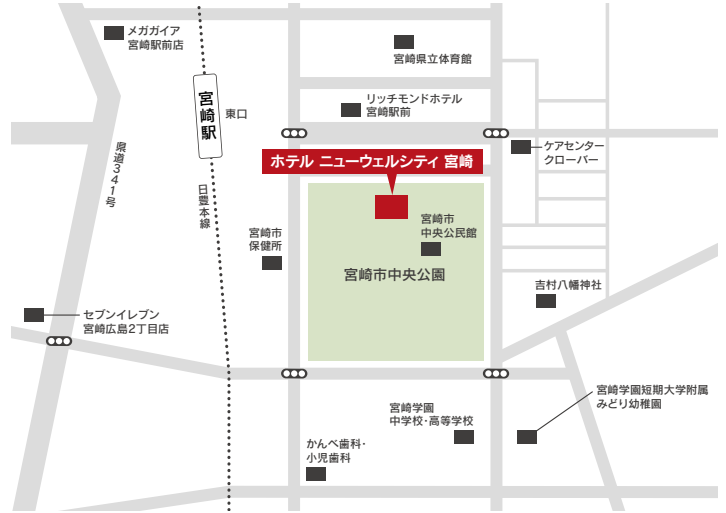 メガガイア
宮崎駅前店
宮崎県立体育館
リッチモンドホテル
宮崎駅前
宮崎駅
東口
ケアセンター
クローバー
県道341号
ホテル ニューウェルシティ 宮崎
日豊本線
宮崎市
保健所
宮崎市
中央公民館
宮崎市中央公園
吉村八幡神社
セブンイレブン
宮崎広島2丁目店
宮崎学園短期大学附属
みどり幼稚園
宮崎学園
中学校・高等学校
かんべ歯科・
小児歯科